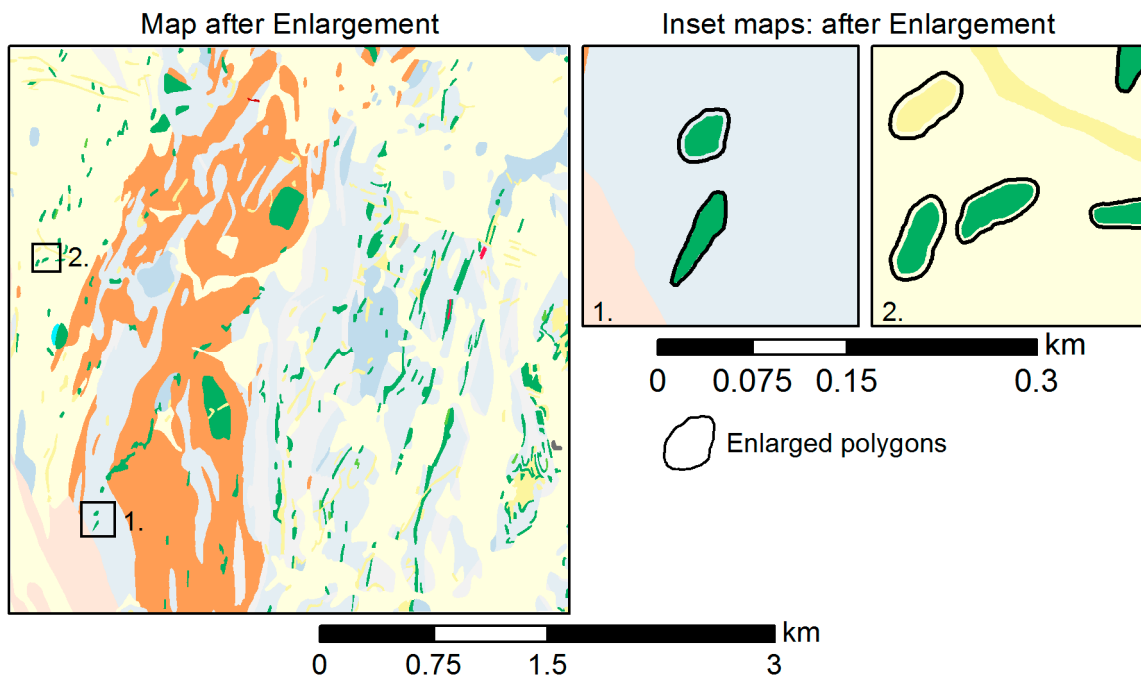 Map after Enlargement
Inset maps: after Enlargement
2.
1.
1.
2.
km
0 0.075 0.15 0.3
Enlarged polygons
km
0 0.75 1.5 3